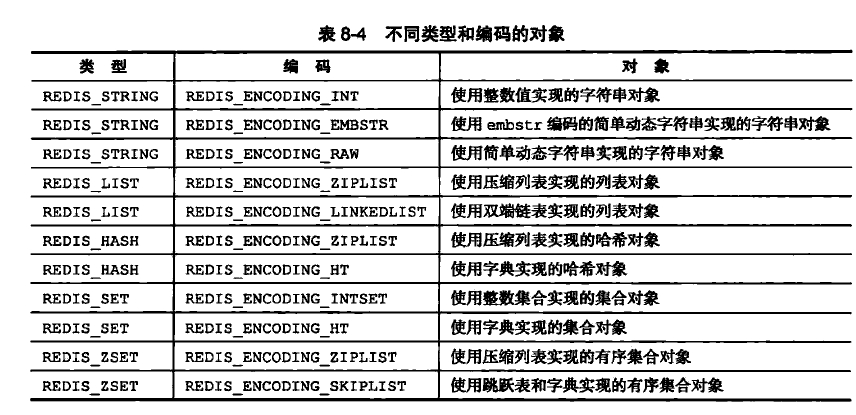 表 8-4 不同类型和编码的对象
类 型 编 码 对 象
REDIS_STRING REDIS_ENCODING_INT 使用整数值实现的字符串对象
REDIS_STRING REDIS_ENCODING_EMBSTR 使用 embstr 编码的简单动态字符串实现的字符串对象
REDIS_STRING REDIS_ENCODING_RAW 使用简单动态字符串实现的字符串对象
REDIS_LIST REDIS_ENCODING_ZIPLIST 使用压缩列表实现的列表对象
REDIS_LIST REDIS_ENCODING_LINKEDLIST 使用双端链表实现的列表对象
REDIS_HASH REDIS_ENCODING_ZIPLIST 使用压缩列表实现的哈希对象
REDIS_HASH REDIS_ENCODING_HT 使用字典实现的哈希对象
REDIS_SET REDIS_ENCODING_INTSET 使用整数集合实现的集合对象
REDIS_SET REDIS_ENCODING_HT 使用字典实现的集合对象
REDIS_ZSET REDIS_ENCODING_ZIPLIST 使用压缩列表实现的有序集合对象
REDIS_ZSET REDIS_ENCODING_SKIPLIST 使用跳跃表和字典实现的有序集合对象